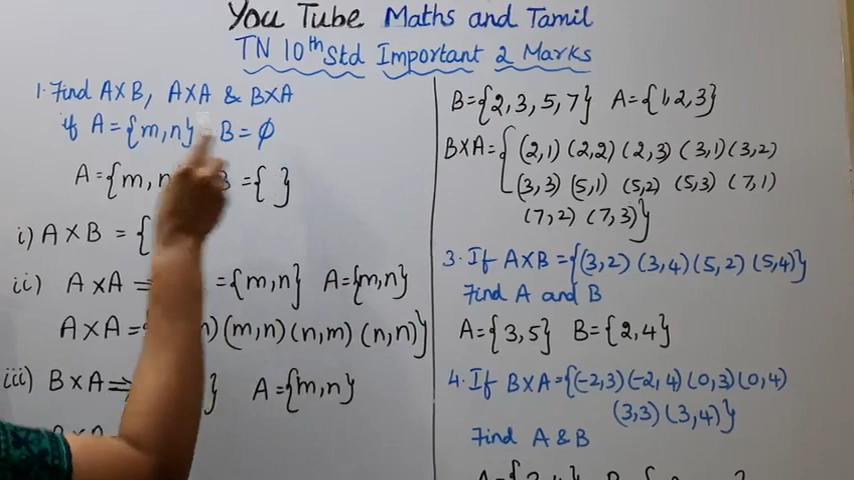 You Tube Maths and Tamil
TN 10th Std Important 2 Marks
1. Find A×B, A×A & B×A
if A={m,n} B=φ
A={m,n B={ }
i) A×B = {
ii) A×A ⇒ ={m,n} A={m,n}
A×A={ n)(m,n)(n,m)(n,n)}
iii) B×A⇒ } A={m,n}
B={2,3,5,7} A={1,2,3}
B×A={(2,1)(2,2)(2,3)(3,1)(3,2)
(3,3)(5,1)(5,2)(5,3)(7,1)
(7,2)(7,3)}
3. If A×B={(3,2)(3,4)(5,2)(5,4)}
Find A and B
A={3,5} B={2,4}
4. If B×A={(-2,3)(-2,4)(0,3)(0,4)
(3,3)(3,4)}
Find A & B